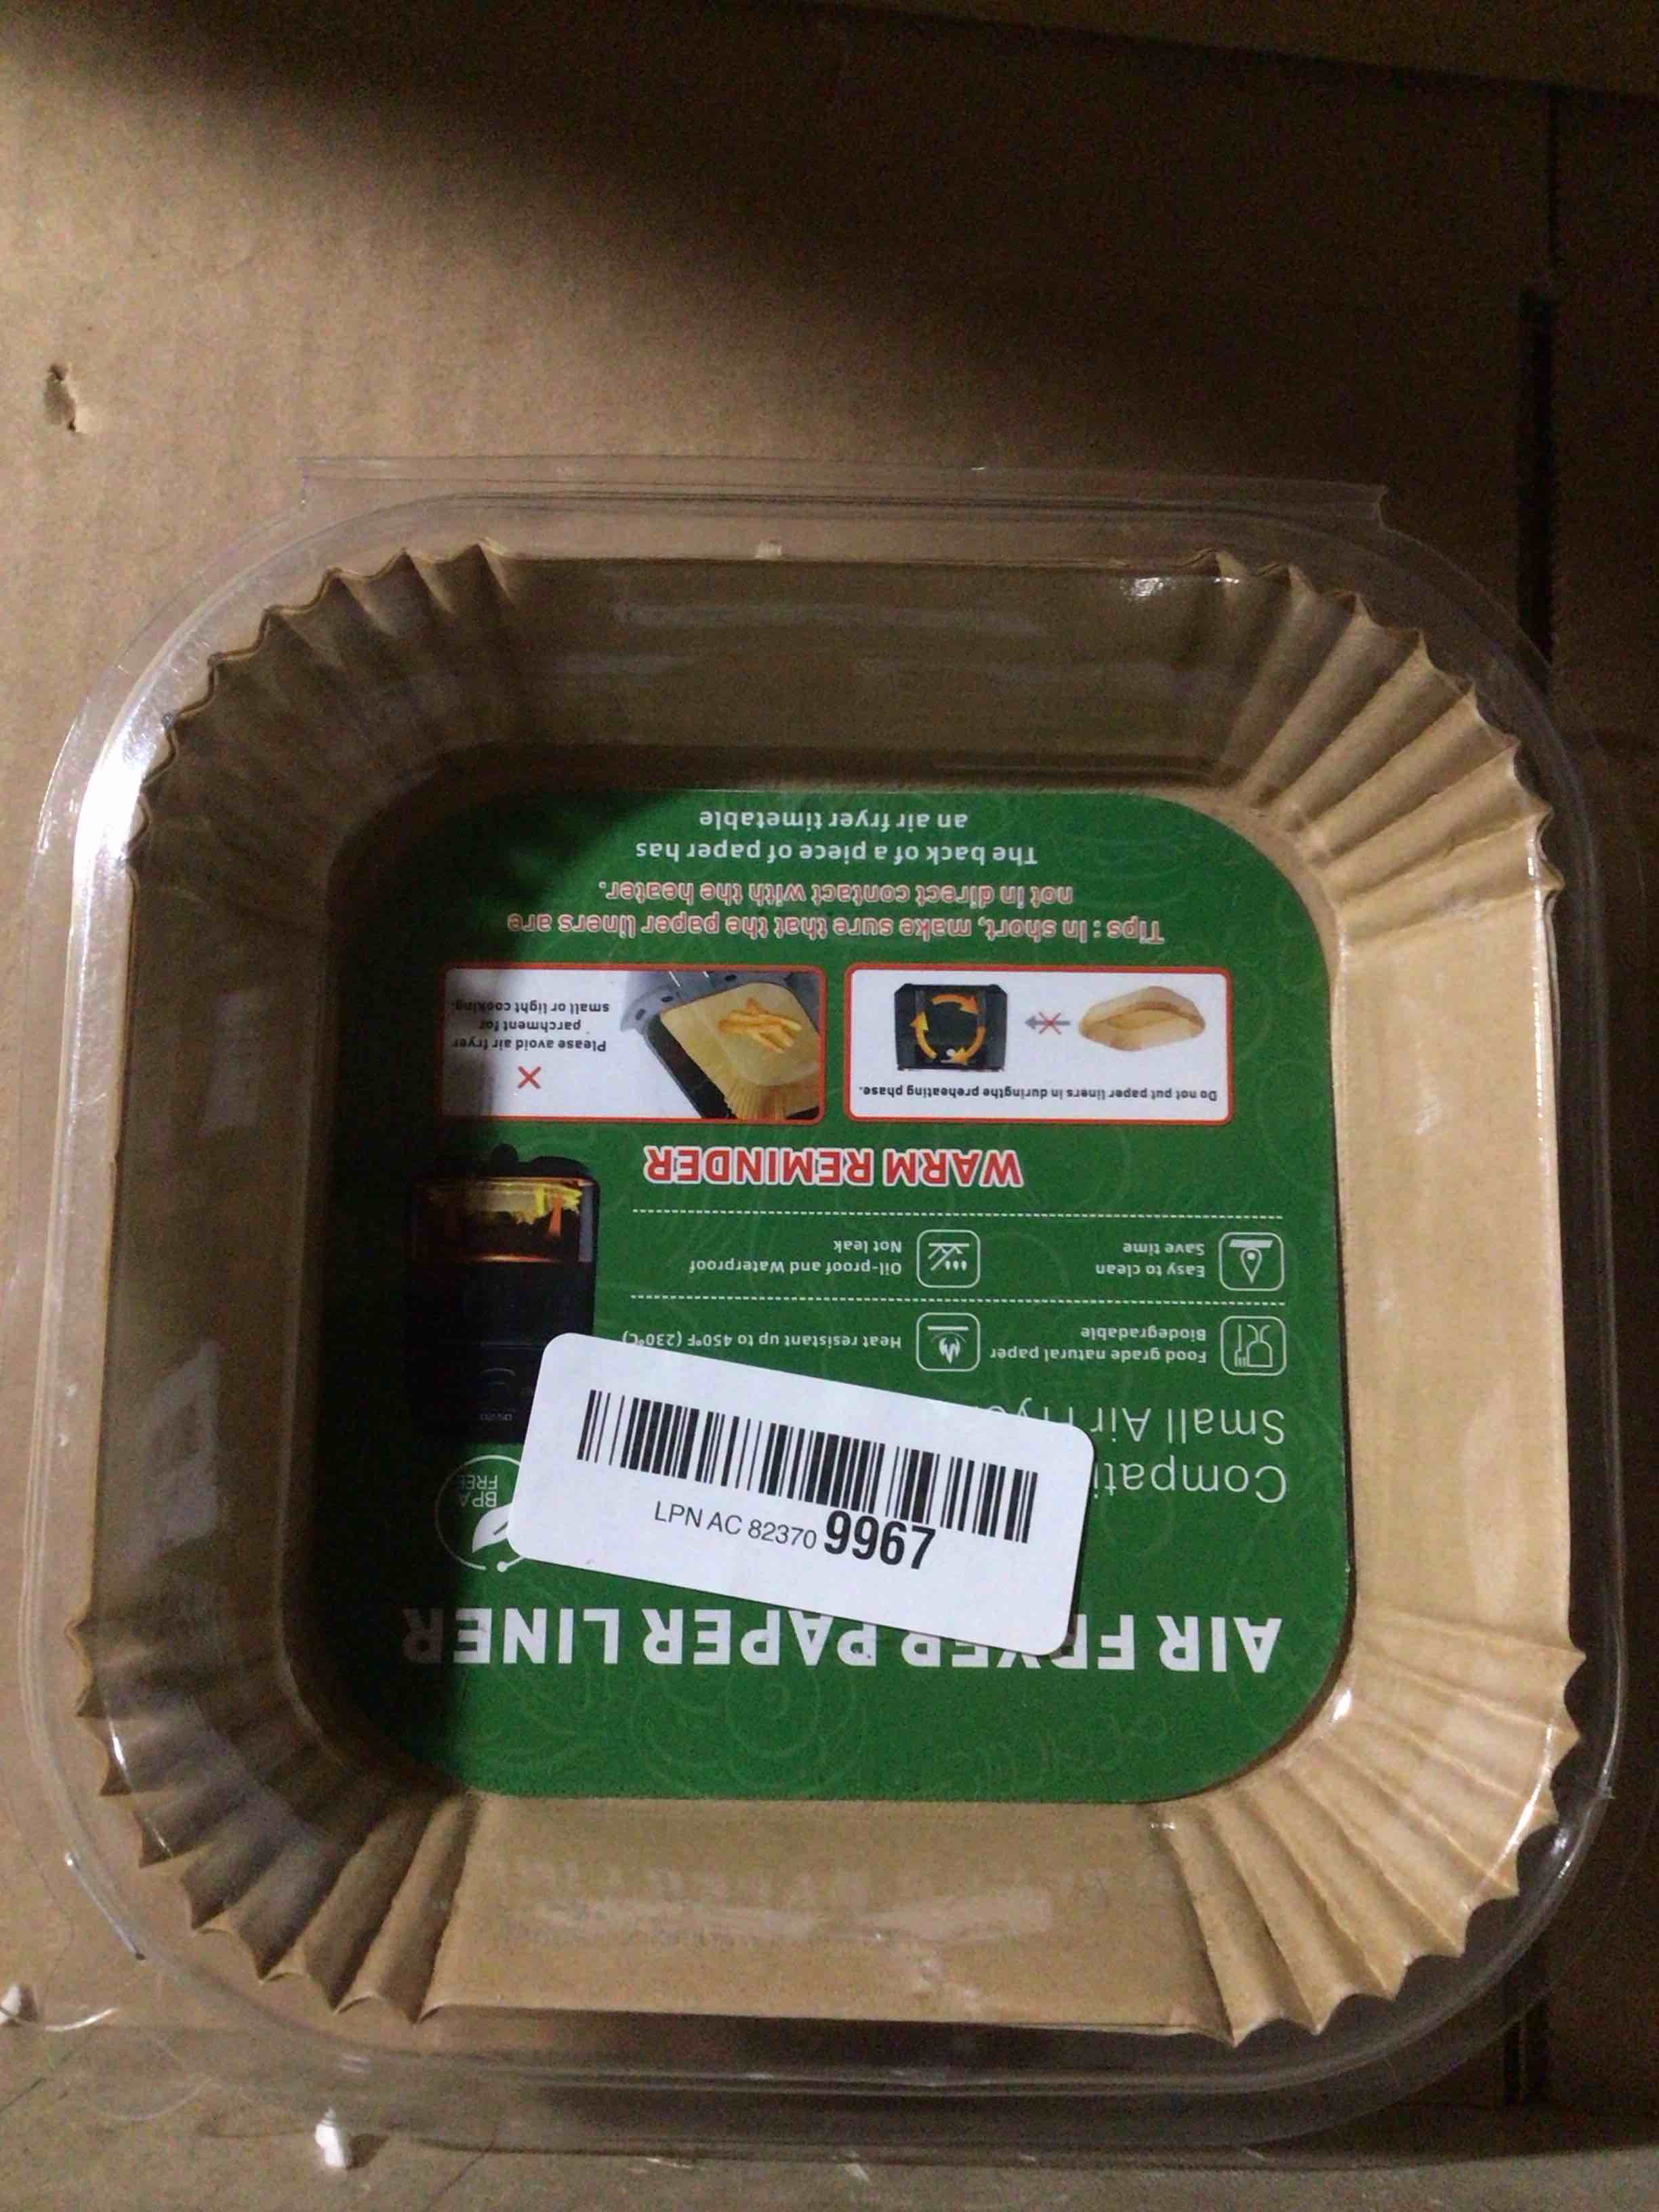 AIR FRYER PAPER LINER
LPN AC 82370 9967
BPA
FREE
Small Air
Food grade natural paper
Biodegradable
Heat resistant up to 450°F (230°C)
Easy to clean
Save time
Oil-proof and Waterproof
Not leak
WARM REMINDER
Do not put paper liners in duringthe preheating phase.
Please avoid air fryer
parchment for
small or light cooking.
Tips : In short, make sure that the paper liners are
not in direct contact with the heater.
The back of a piece of paper has
an air fryer timetable